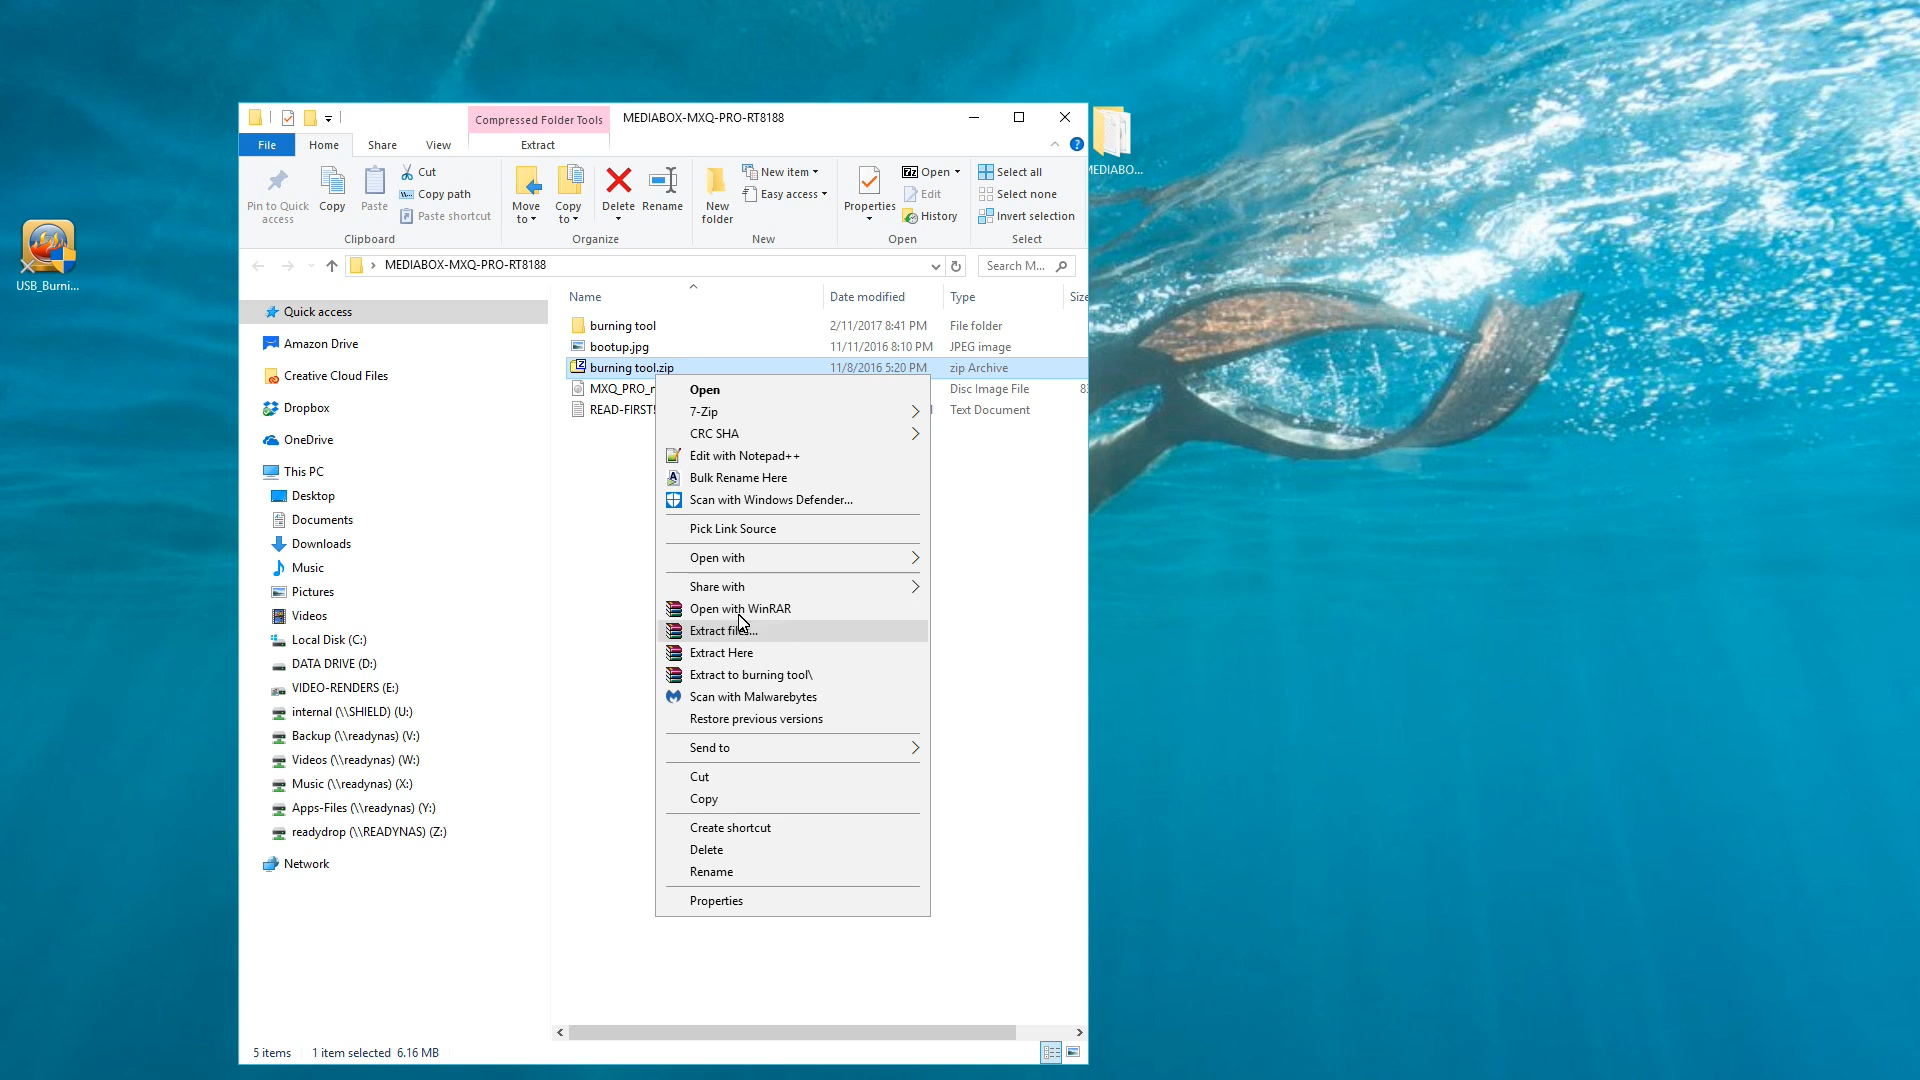 Compressed Folder Tools
MEDIABOX-MXQ-PRO-RT8188
File
Home
Share
View
Extract
Pin to Quick access
Copy
Paste
Cut
Copy path
Paste shortcut
Clipboard
Move to
Copy to
Delete
Rename
Organize
New folder
New item
Easy access
New
Properties
Open
Edit
History
Open
Select all
Select none
Invert selection
Select
MEDIABOX-MXQ-PRO-RT8188
Search M...
MEDIABO...
USB_Burni...
Quick access
Amazon Drive
Creative Cloud Files
Dropbox
OneDrive
This PC
Desktop
Documents
Downloads
Music
Pictures
Videos
Local Disk (C:)
DATA DRIVE (D:)
VIDEO-RENDERS (E:)
internal (\\SHIELD) (U:)
Backup (\\readynas) (V:)
Videos (\\readynas) (W:)
Music (\\readynas) (X:)
Apps-Files (\\readynas) (Y:)
readydrop (\\READYNAS) (Z:)
Network
Name Date modified Type Size
burning tool 2/11/2017 8:41 PM File folder
bootup.jpg 11/11/2016 8:10 PM JPEG image
burning tool.zip 11/8/2016 5:20 PM zip Archive
MXQ_PRO_ Disc Image File
READ-FIRST! Text Document
Open
7-Zip
CRC SHA
Edit with Notepad++
Bulk Rename Here
Scan with Windows Defender...
Pick Link Source
Open with
Share with
Open with WinRAR
Extract files...
Extract Here
Extract to burning tool\
Scan with Malwarebytes
Restore previous versions
Send to
Cut
Copy
Create shortcut
Delete
Rename
Properties
5 items 1 item selected 6.16 MB